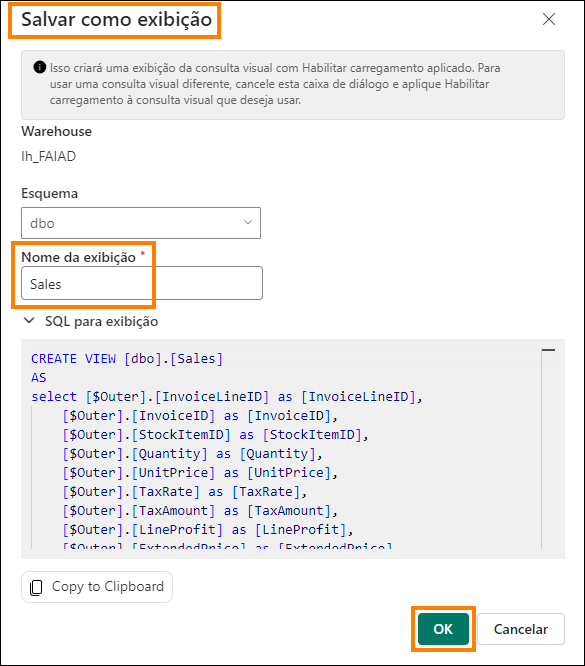 Salvar como exibição
Isso criará uma exibição da consulta visual com Habilitar carregamento aplicado. Para
usar uma consulta visual diferente, cancele esta caixa de diálogo e aplique Habilitar
carregamento à consulta visual que deseja usar.
Warehouse
lh_FAIAD
Esquema
dbo
Nome da exibição *
Sales
SQL para exibição
CREATE VIEW [dbo].[Sales]
AS
select [$Outer].[InvoiceLineID] as [InvoiceLineID],
[$Outer].[InvoiceID] as [InvoiceID],
[$Outer].[StockItemID] as [StockItemID],
[$Outer].[Quantity] as [Quantity],
[$Outer].[UnitPrice] as [UnitPrice],
[$Outer].[TaxRate] as [TaxRate],
[$Outer].[TaxAmount] as [TaxAmount],
[$Outer].[LineProfit] as [LineProfit],
[$Outer].[ExtendedPrice] as [ExtendedPrice]
Copy to Clipboard
OK
Cancelar